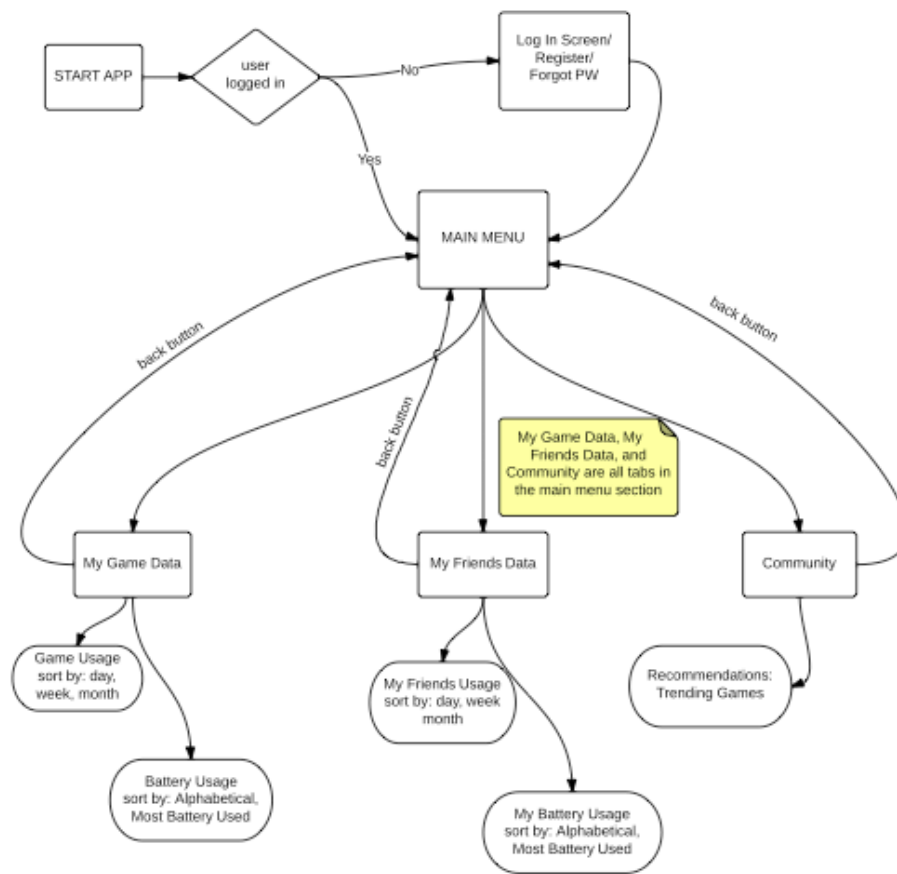 START APP
user
logged in
No
Log In Screen/
Register/
Forgot PW
Yes
MAIN MENU
back button
back button
back button
My Game Data, My
Friends Data, and
Community are all tabs in
the main menu section
My Game Data
My Friends Data
Community
Game Usage
sort by: day,
week, month
My Friends Usage
sort by: day, week
month
Recommendations:
Trending Games
Battery Usage
sort by: Alphabetical,
Most Battery Used
My Battery Usage
sort by: Alphabetical,
Most Battery Used